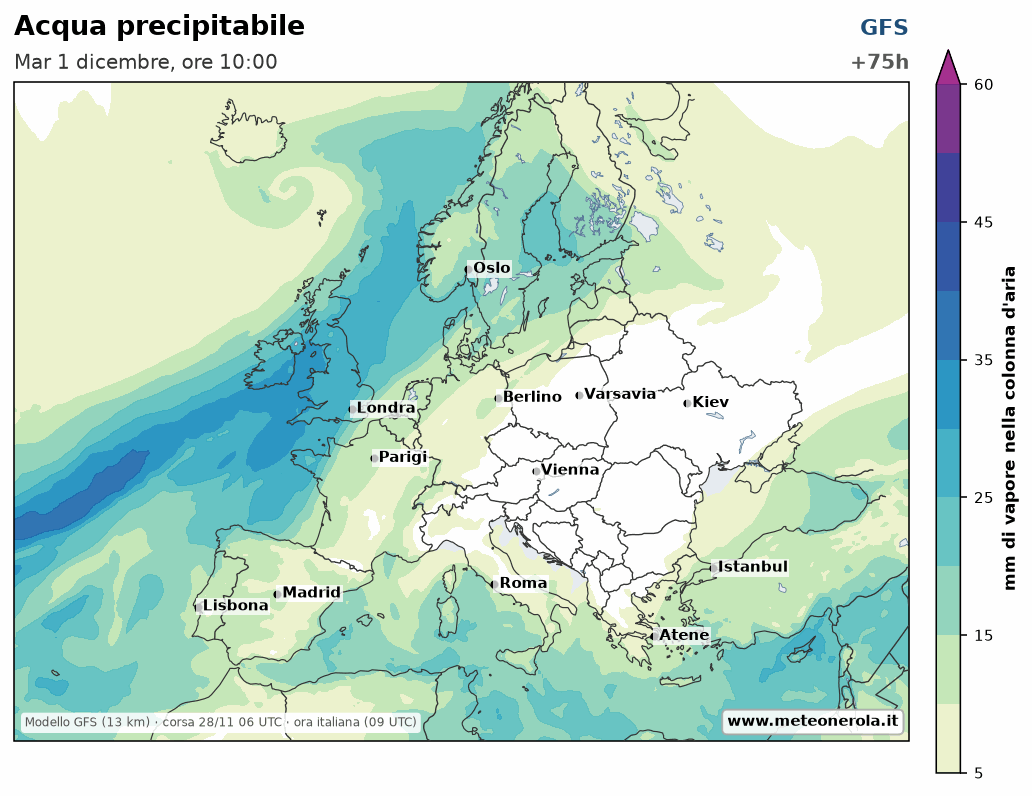 Acqua precipitabile
GFS
Mar 1 dicembre, ore 10:00
+75h
60
45
35
25
15
5
mm di vapore nella colonna d'aria
Oslo
Berlino
Varsavia
Kiev
Londra
Parigi
Vienna
Istanbul
Roma
Madrid
Lisbona
Atene
Modello GFS (13 km) · corsa 28/11 06 UTC · ora italiana (09 UTC)
www.meteonerola.it